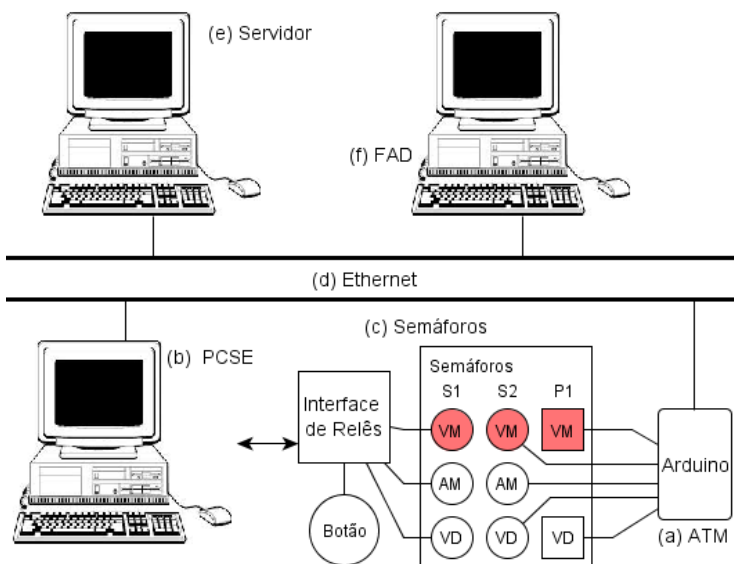 (e) Servidor
(f) FAD
(d) Ethernet
(c) Semáforos
(b) PCSE
Semáforos
S1 S2 P1
Interface
de Relês
VM VM VM
Arduino
AM AM
Botão
VD VD VD
(a) ATM